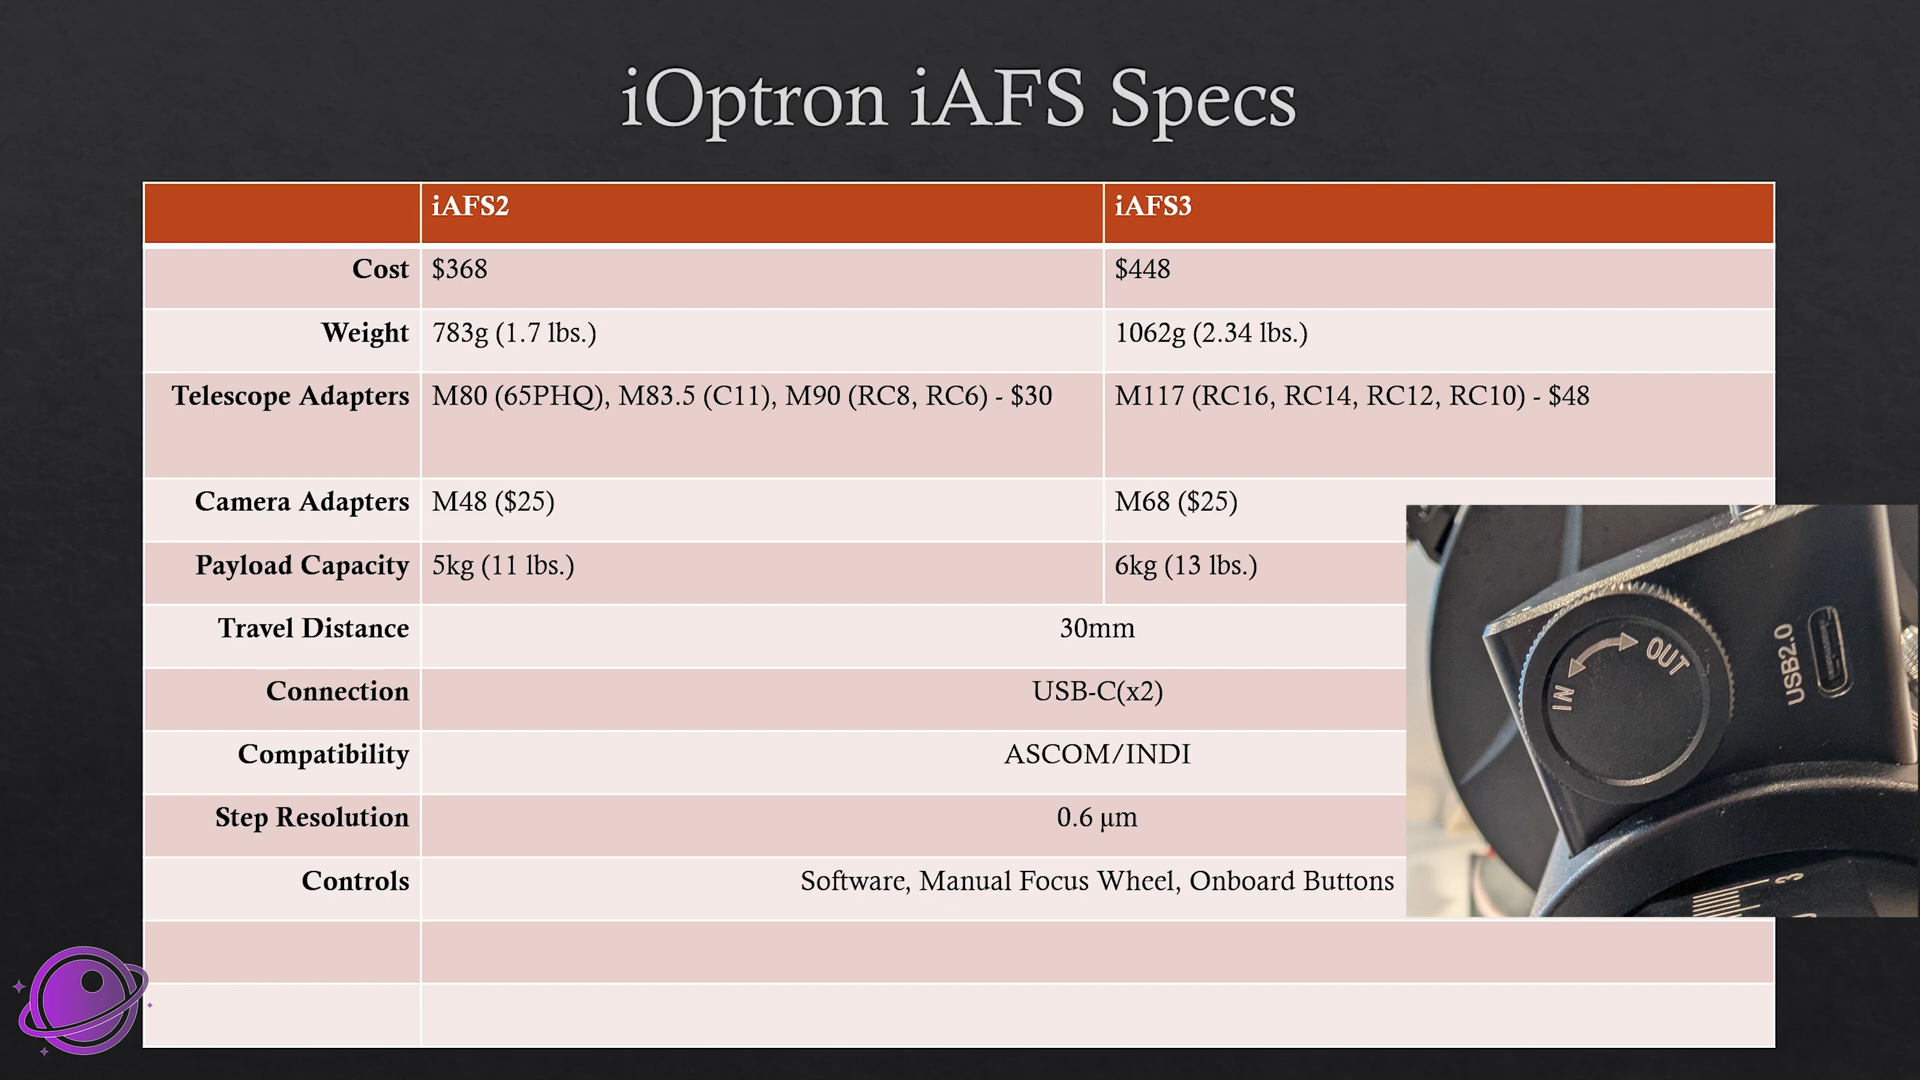 iOptron iAFS Specs
iAFS2 iAFS3
Cost $368 $448
Weight 783g (1.7 lbs.) 1062g (2.34 lbs.)
Telescope Adapters M80 (65PHQ), M83.5 (C11), M90 (RC8, RC6) - $30 M117 (RC16, RC14, RC12, RC10) - $48
Camera Adapters M48 ($25) M68 ($25)
Payload Capacity 5kg (11 lbs.) 6kg (13 lbs.)
Travel Distance 30mm
Connection USB-C(x2)
Compatibility ASCOM/INDI
Step Resolution 0.6 µm
Controls Software, Manual Focus Wheel, Onboard Buttons
IN OUT
USB2.0
3